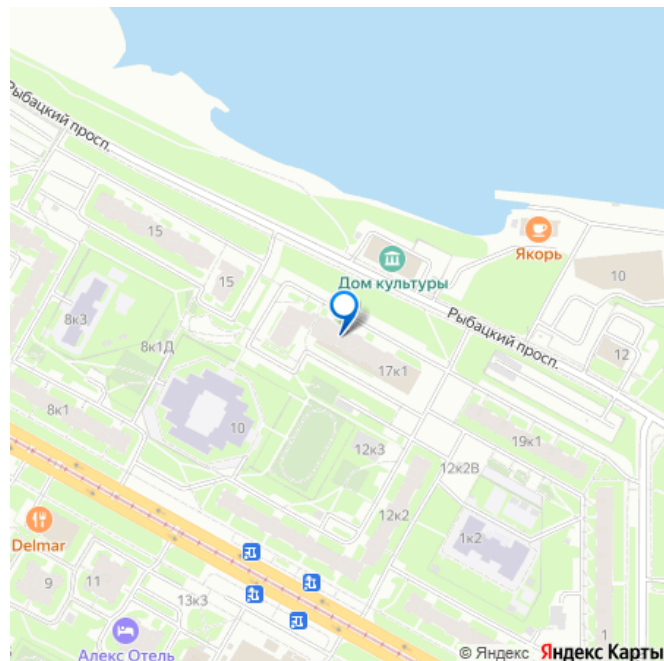 Рыбацкий просп.
Якорь
15
Дом культуры
10
15
8к3
Рыбацкий просп.
8к1Д
12
17к1
8к1
10
19к1
12к3
12к2В
12к2
Delmar
1к2
9
11
13к3
1
Алекс Отель
© Яндекс Яндекс Карты